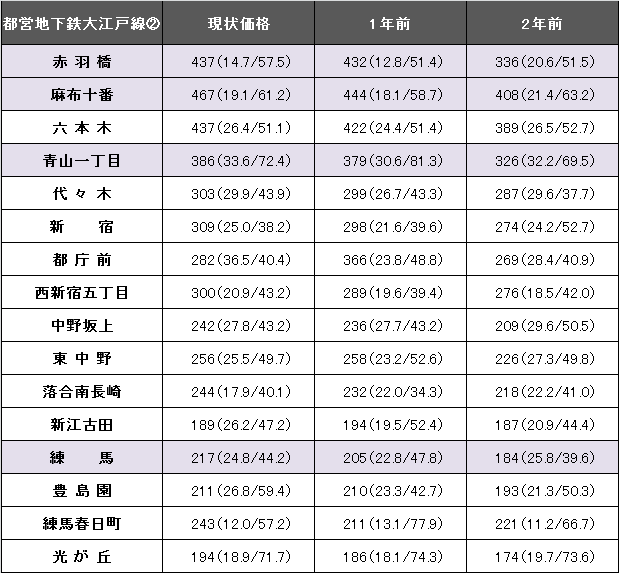 都営地下鉄大江戸線② 現状価格 1年前 2年前
赤羽橋 437(14.7/57.5) 432(12.8/51.4) 336(20.6/51.5)
麻布十番 467(19.1/61.2) 444(18.1/58.7) 408(21.4/63.2)
六本木 437(26.4/51.1) 422(24.4/51.4) 389(26.5/52.7)
青山一丁目 386(33.6/72.4) 379(30.6/81.3) 326(32.2/69.5)
代々木 303(29.9/43.9) 299(26.7/43.3) 287(29.6/37.7)
新宿 309(25.0/38.2) 298(21.6/39.6) 274(24.2/52.7)
都庁前 282(36.5/40.4) 366(23.8/48.8) 269(28.4/40.9)
西新宿五丁目 300(20.9/43.2) 289(19.6/39.4) 276(18.5/42.0)
中野坂上 242(27.8/43.2) 236(27.7/43.2) 209(29.6/50.5)
東中野 256(25.5/49.7) 258(23.2/52.6) 226(27.3/49.8)
落合南長崎 244(17.9/40.1) 232(22.0/34.3) 218(22.2/41.0)
新江古田 189(26.2/47.2) 194(19.5/52.4) 187(20.9/44.4)
練馬 217(24.8/44.2) 205(22.8/47.8) 184(25.8/39.6)
豊島園 211(26.8/59.4) 210(23.3/42.7) 193(21.3/50.3)
練馬春日町 243(12.0/57.2) 211(13.1/77.9) 221(11.2/66.7)
光が丘 194(18.9/71.7) 186(18.1/74.3) 174(19.7/73.6)